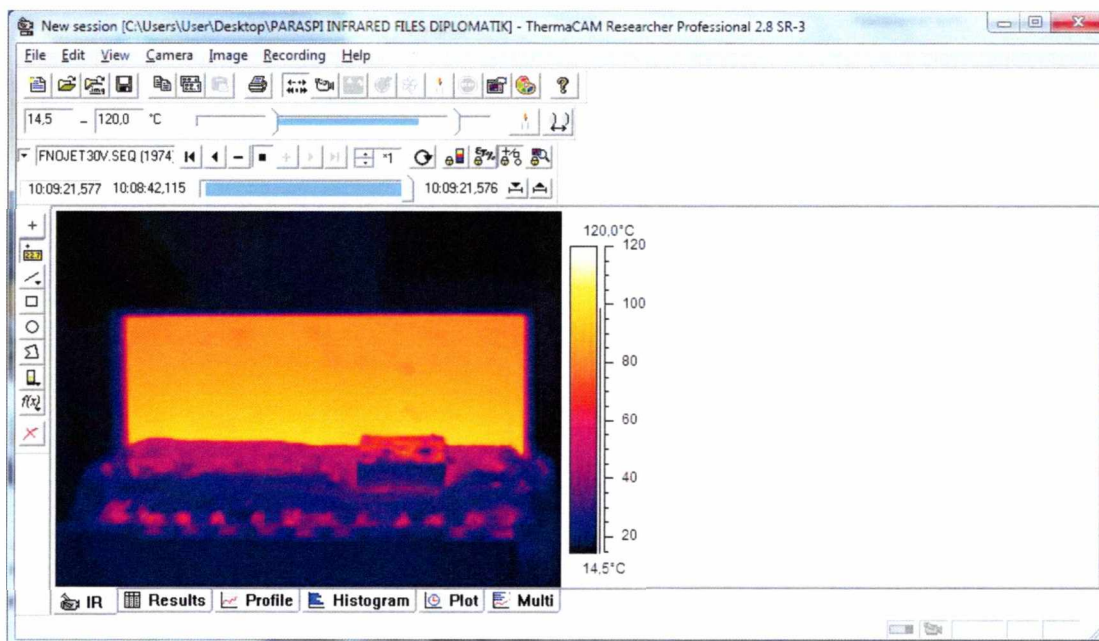 New session [C:\Users\User\Desktop\PARASPI INFRARED FILES DIPLOMATIK] - ThermaCAM Researcher Professional 2.8 SR-3
File Edit View Camera Image Recording Help
14,5 – 120,0 °C
FNOJET30V.SEQ (1974) *1
10:09:21,577 10:08:42,115 10:09:21,576
120,0°C
120
100
80
60
40
20
14,5°C
f(x)
IR Results Profile Histogram Plot Multi